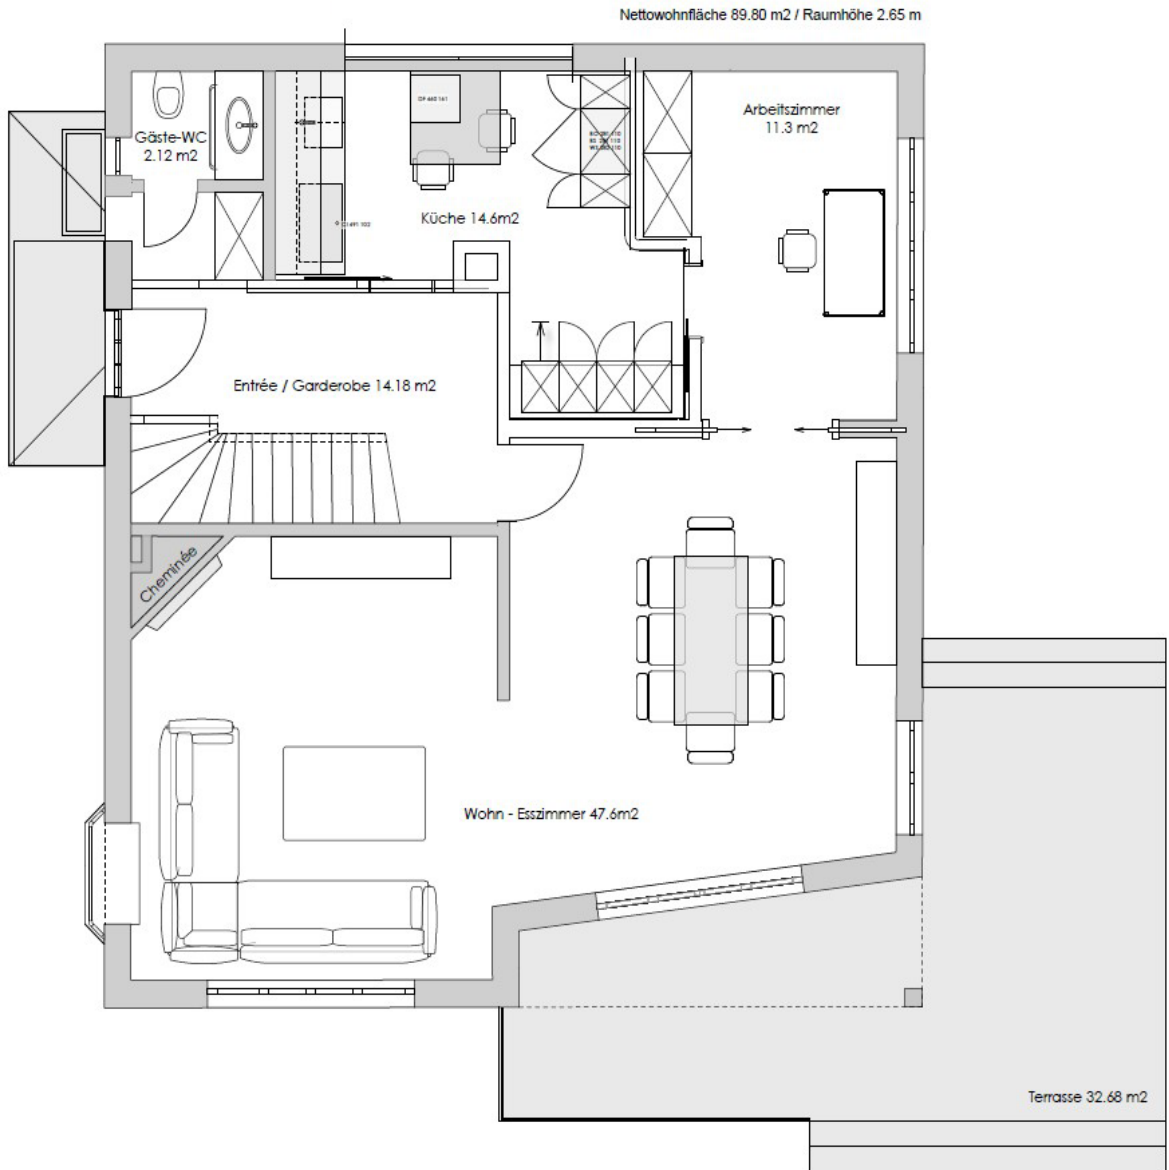 Nettowohnfläche 89.80 m2 / Raumhöhe 2.65 m
Arbeitszimmer
11.3 m2
Gäste-WC
2.12 m2
Küche 14.6m2
Entrée / Garderobe 14.18 m2
Cheminée
Wohn - Esszimmer 47.6m2
Terrasse 32.68 m2